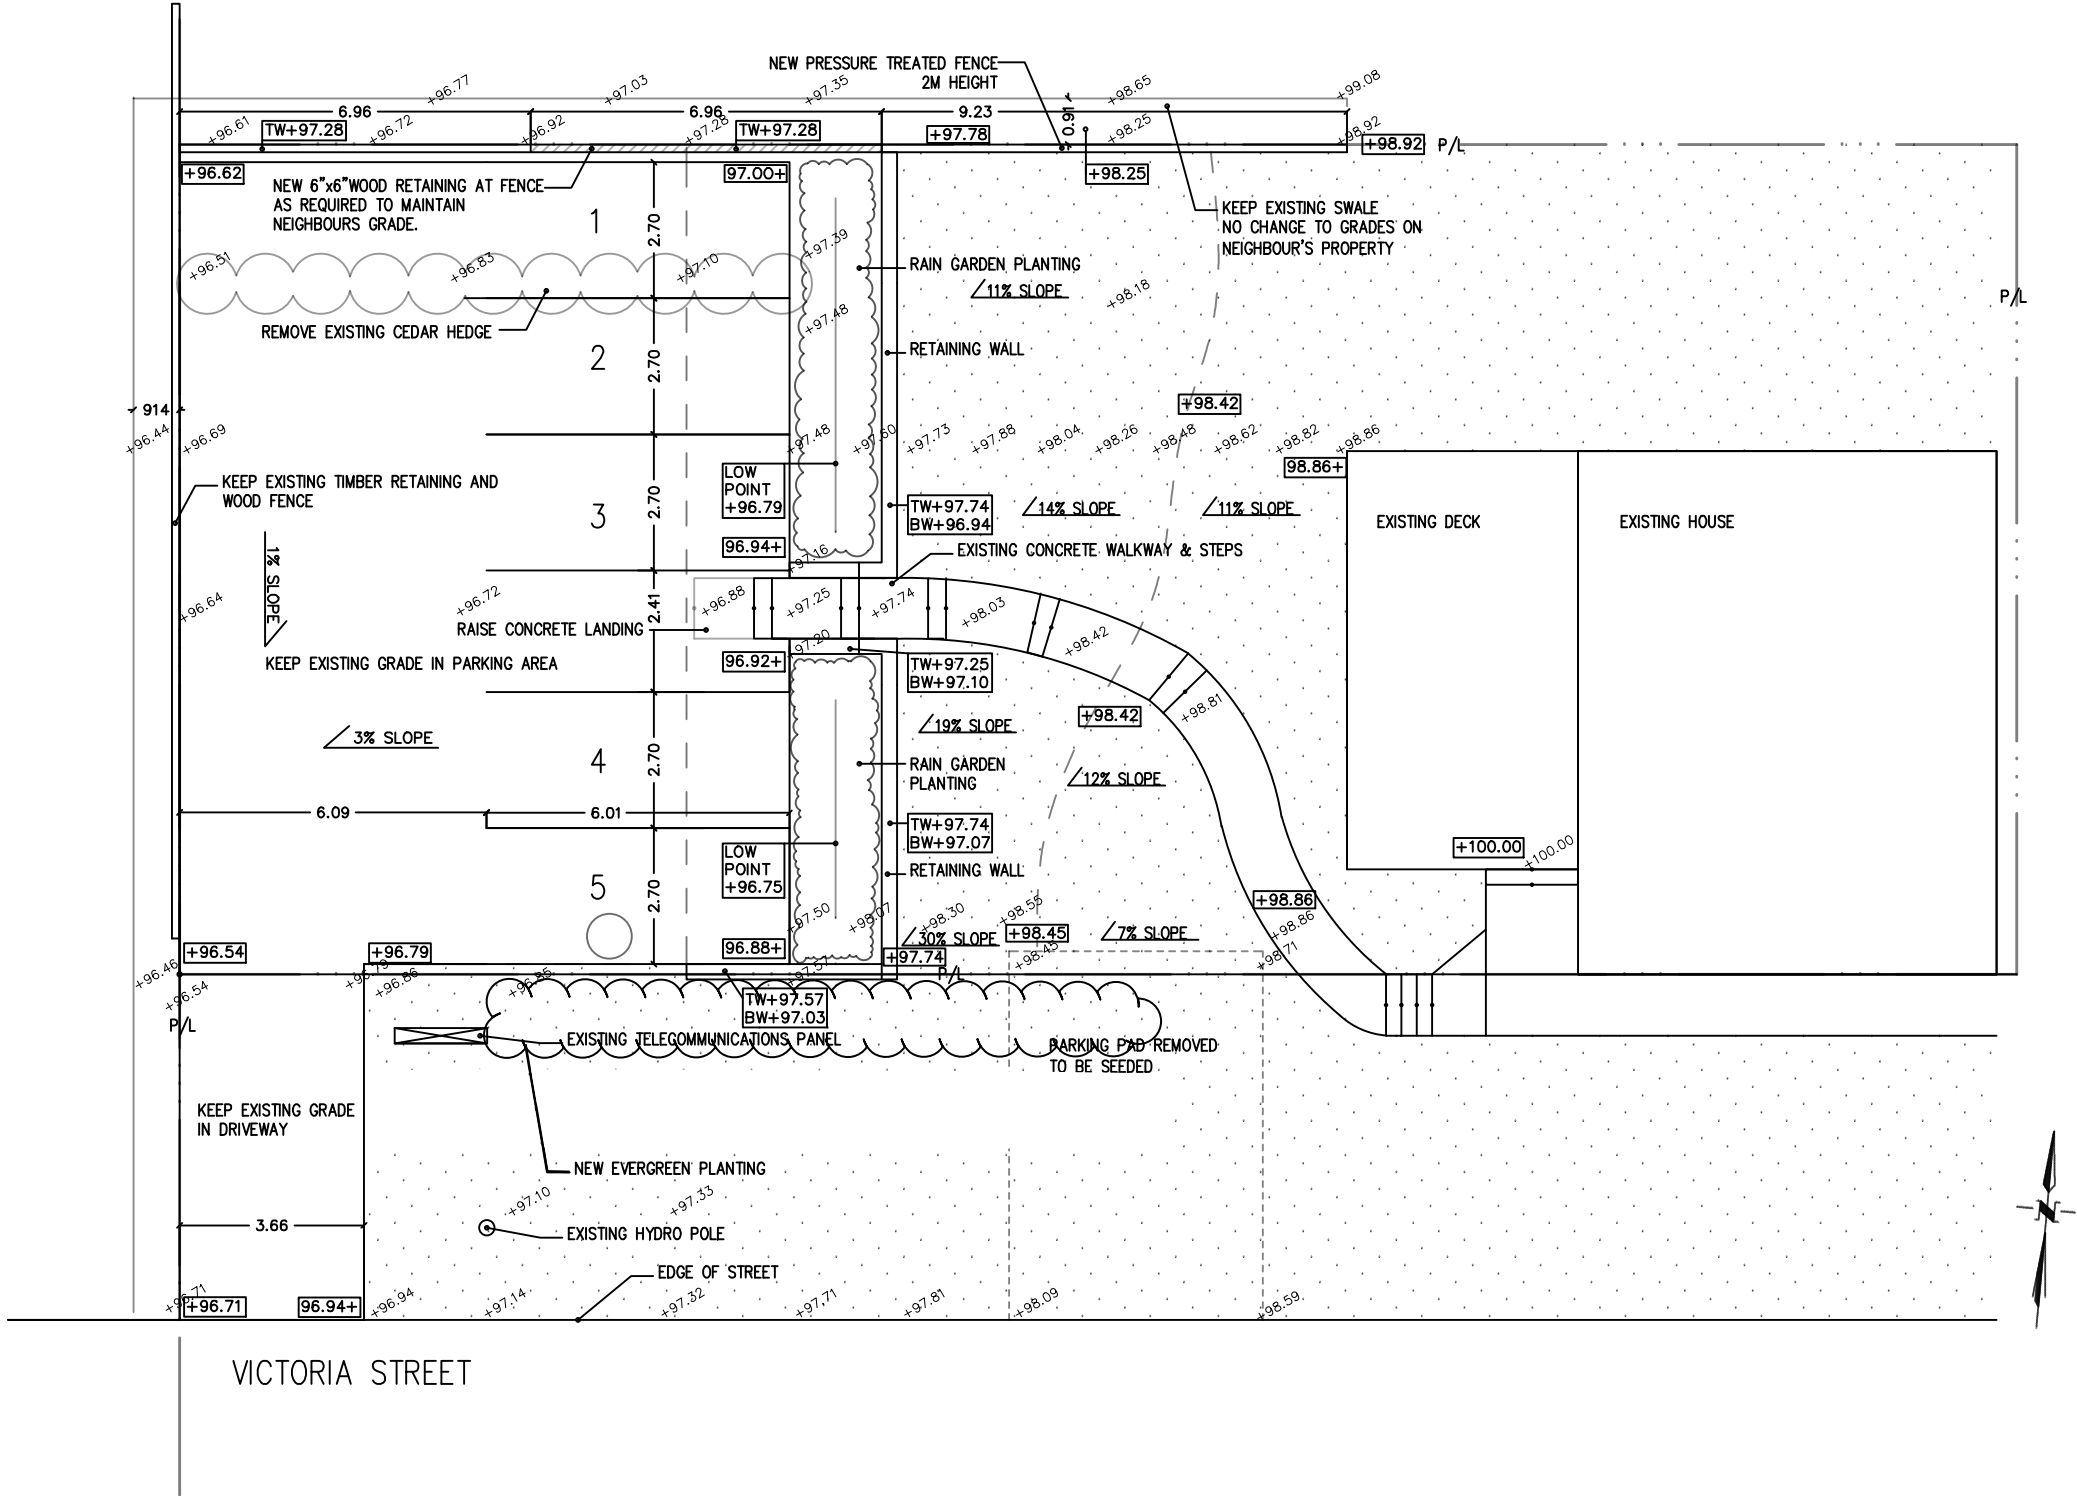 NEW PRESSURE TREATED FENCE
2M HEIGHT
+96.77
+97.03
+97.35
+98.65
+99.08
6.96
6.96
9.23
0.91
+96.61
TW+97.28
+96.72
+96.92
+97.28
TW+97.28
+97.78
+98.25
+98.92
+98.92
P/L
+96.62
97.00+
+98.25
NEW 6"x6"WOOD RETAINING AT FENCE
AS REQUIRED TO MAINTAIN
NEIGHBOURS GRADE.
1
2.70
KEEP EXISTING SWALE
NO CHANGE TO GRADES ON
NEIGHBOUR'S PROPERTY
+96.51
+96.83
+97.10
+97.39
RAIN GARDEN PLANTING
11% SLOPE
+98.18
P/L
REMOVE EXISTING CEDAR HEDGE
+97.48
2
2.70
RETAINING WALL
914
+98.42
+96.44
+96.69
+97.48
+97.60
+97.73
+97.88
+98.04
+98.26
+98.48
+98.62
+98.82
+98.86
98.86+
KEEP EXISTING TIMBER RETAINING AND
WOOD FENCE
LOW
POINT
+96.79
3
2.70
TW+97.74
BW+96.94
14% SLOPE
11% SLOPE
EXISTING DECK
EXISTING HOUSE
1% SLOPE
96.94+
+97.16
EXISTING CONCRETE WALKWAY & STEPS
+96.64
+96.72
2.41
+96.88
+97.25
+97.74
+98.03
RAISE CONCRETE LANDING
+97.20
+98.42
KEEP EXISTING GRADE IN PARKING AREA
96.92+
TW+97.25
BW+97.10
+98.81
+98.42
19% SLOPE
3% SLOPE
4
2.70
RAIN GARDEN
PLANTING
12% SLOPE
6.09
6.01
TW+97.74
BW+97.07
LOW
POINT
+96.75
RETAINING WALL
+100.00
+100.00
5
2.70
+98.86
+97.50
+98.07
+98.30
+98.55
+98.86
+96.54
+96.79
96.88+
30% SLOPE
+98.45
7% SLOPE
+97.74
+96.46
+96.54
+96.79
+96.86
+96.85
+97.57
P/L
+98.45
+98.71
TW+97.57
BW+97.03
P/L
EXISTING TELECOMMUNICATIONS PANEL
PARKING PAD REMOVED
TO BE SEEDED
KEEP EXISTING GRADE
IN DRIVEWAY
NEW EVERGREEN PLANTING
+97.10
+97.33
3.66
EXISTING HYDRO POLE
EDGE OF STREET
+96.71
+96.71
96.94+
+96.94
+97.14
+97.32
+97.71
+97.81
+98.09
+98.59
N
VICTORIA STREET